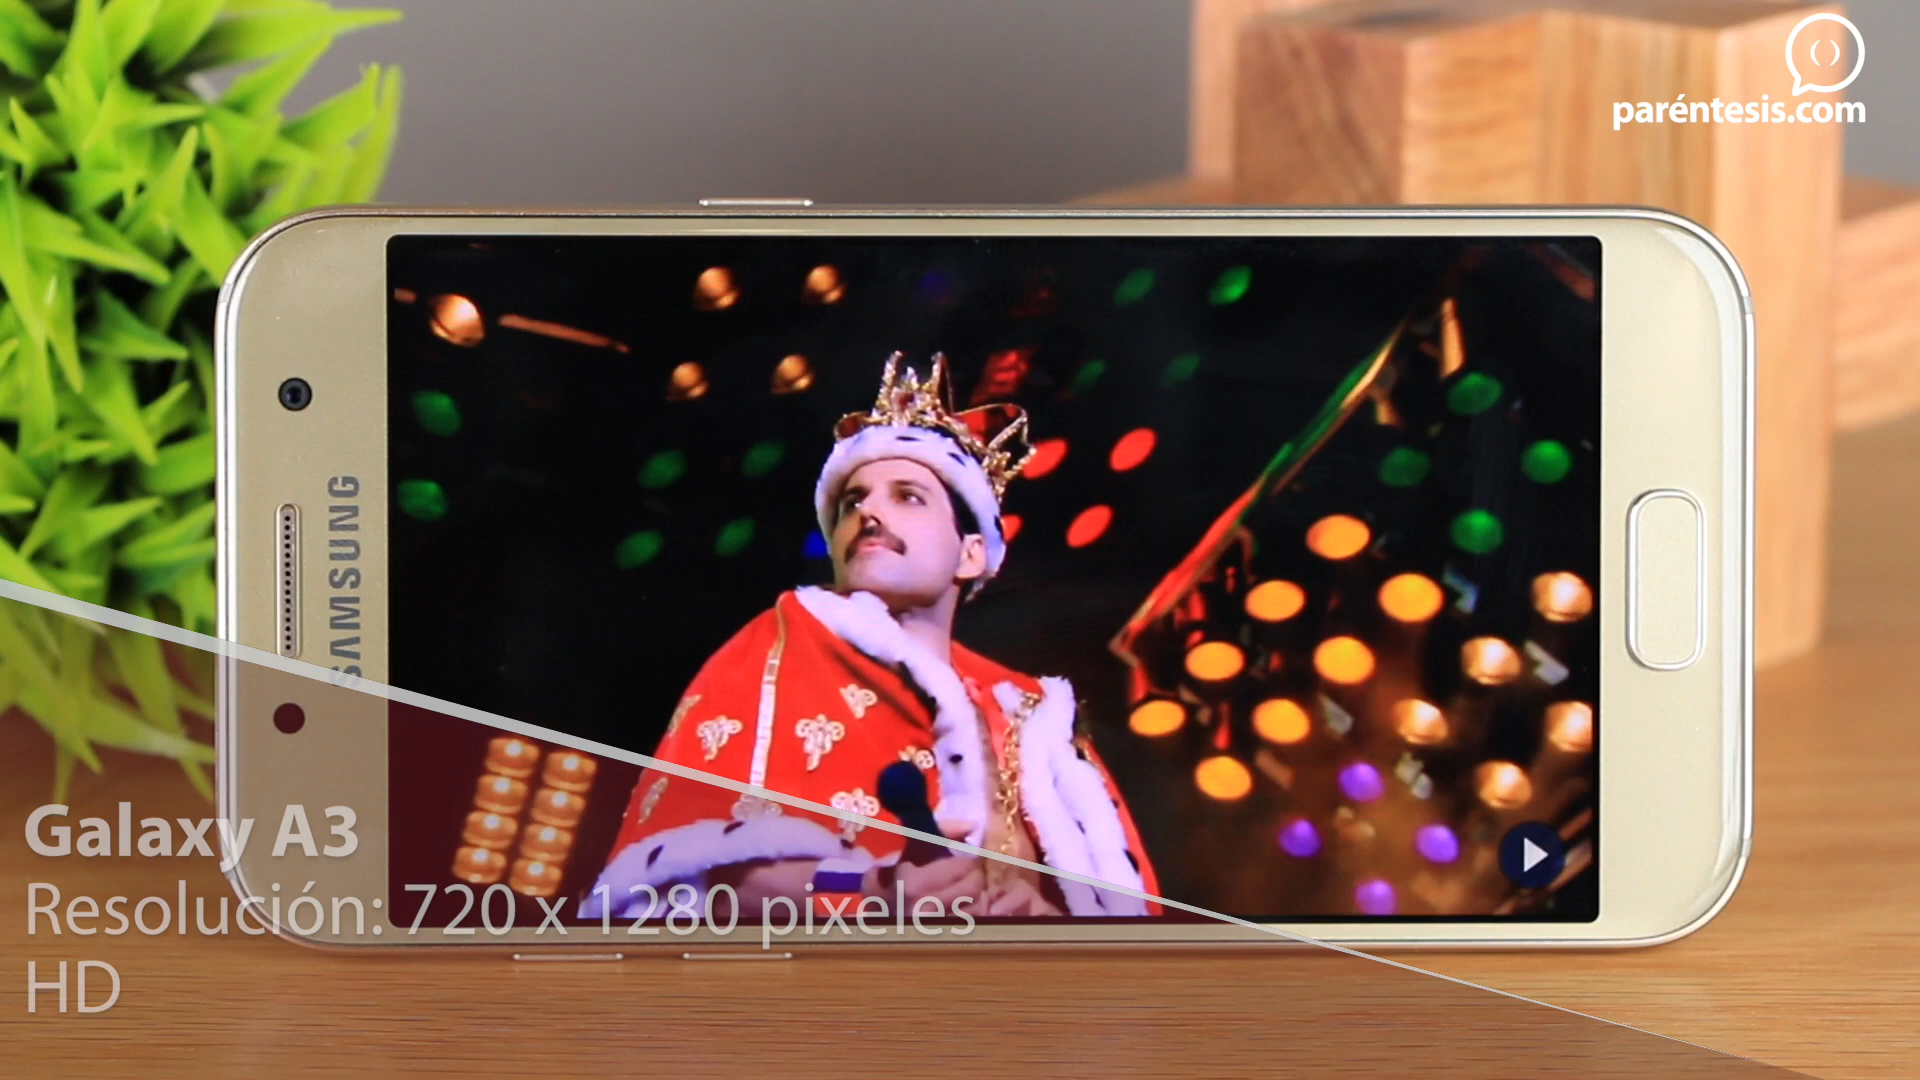 paréntesis.com
SAMSUNG
Galaxy A3
Resolución: 720 x 1280 pixeles
HD